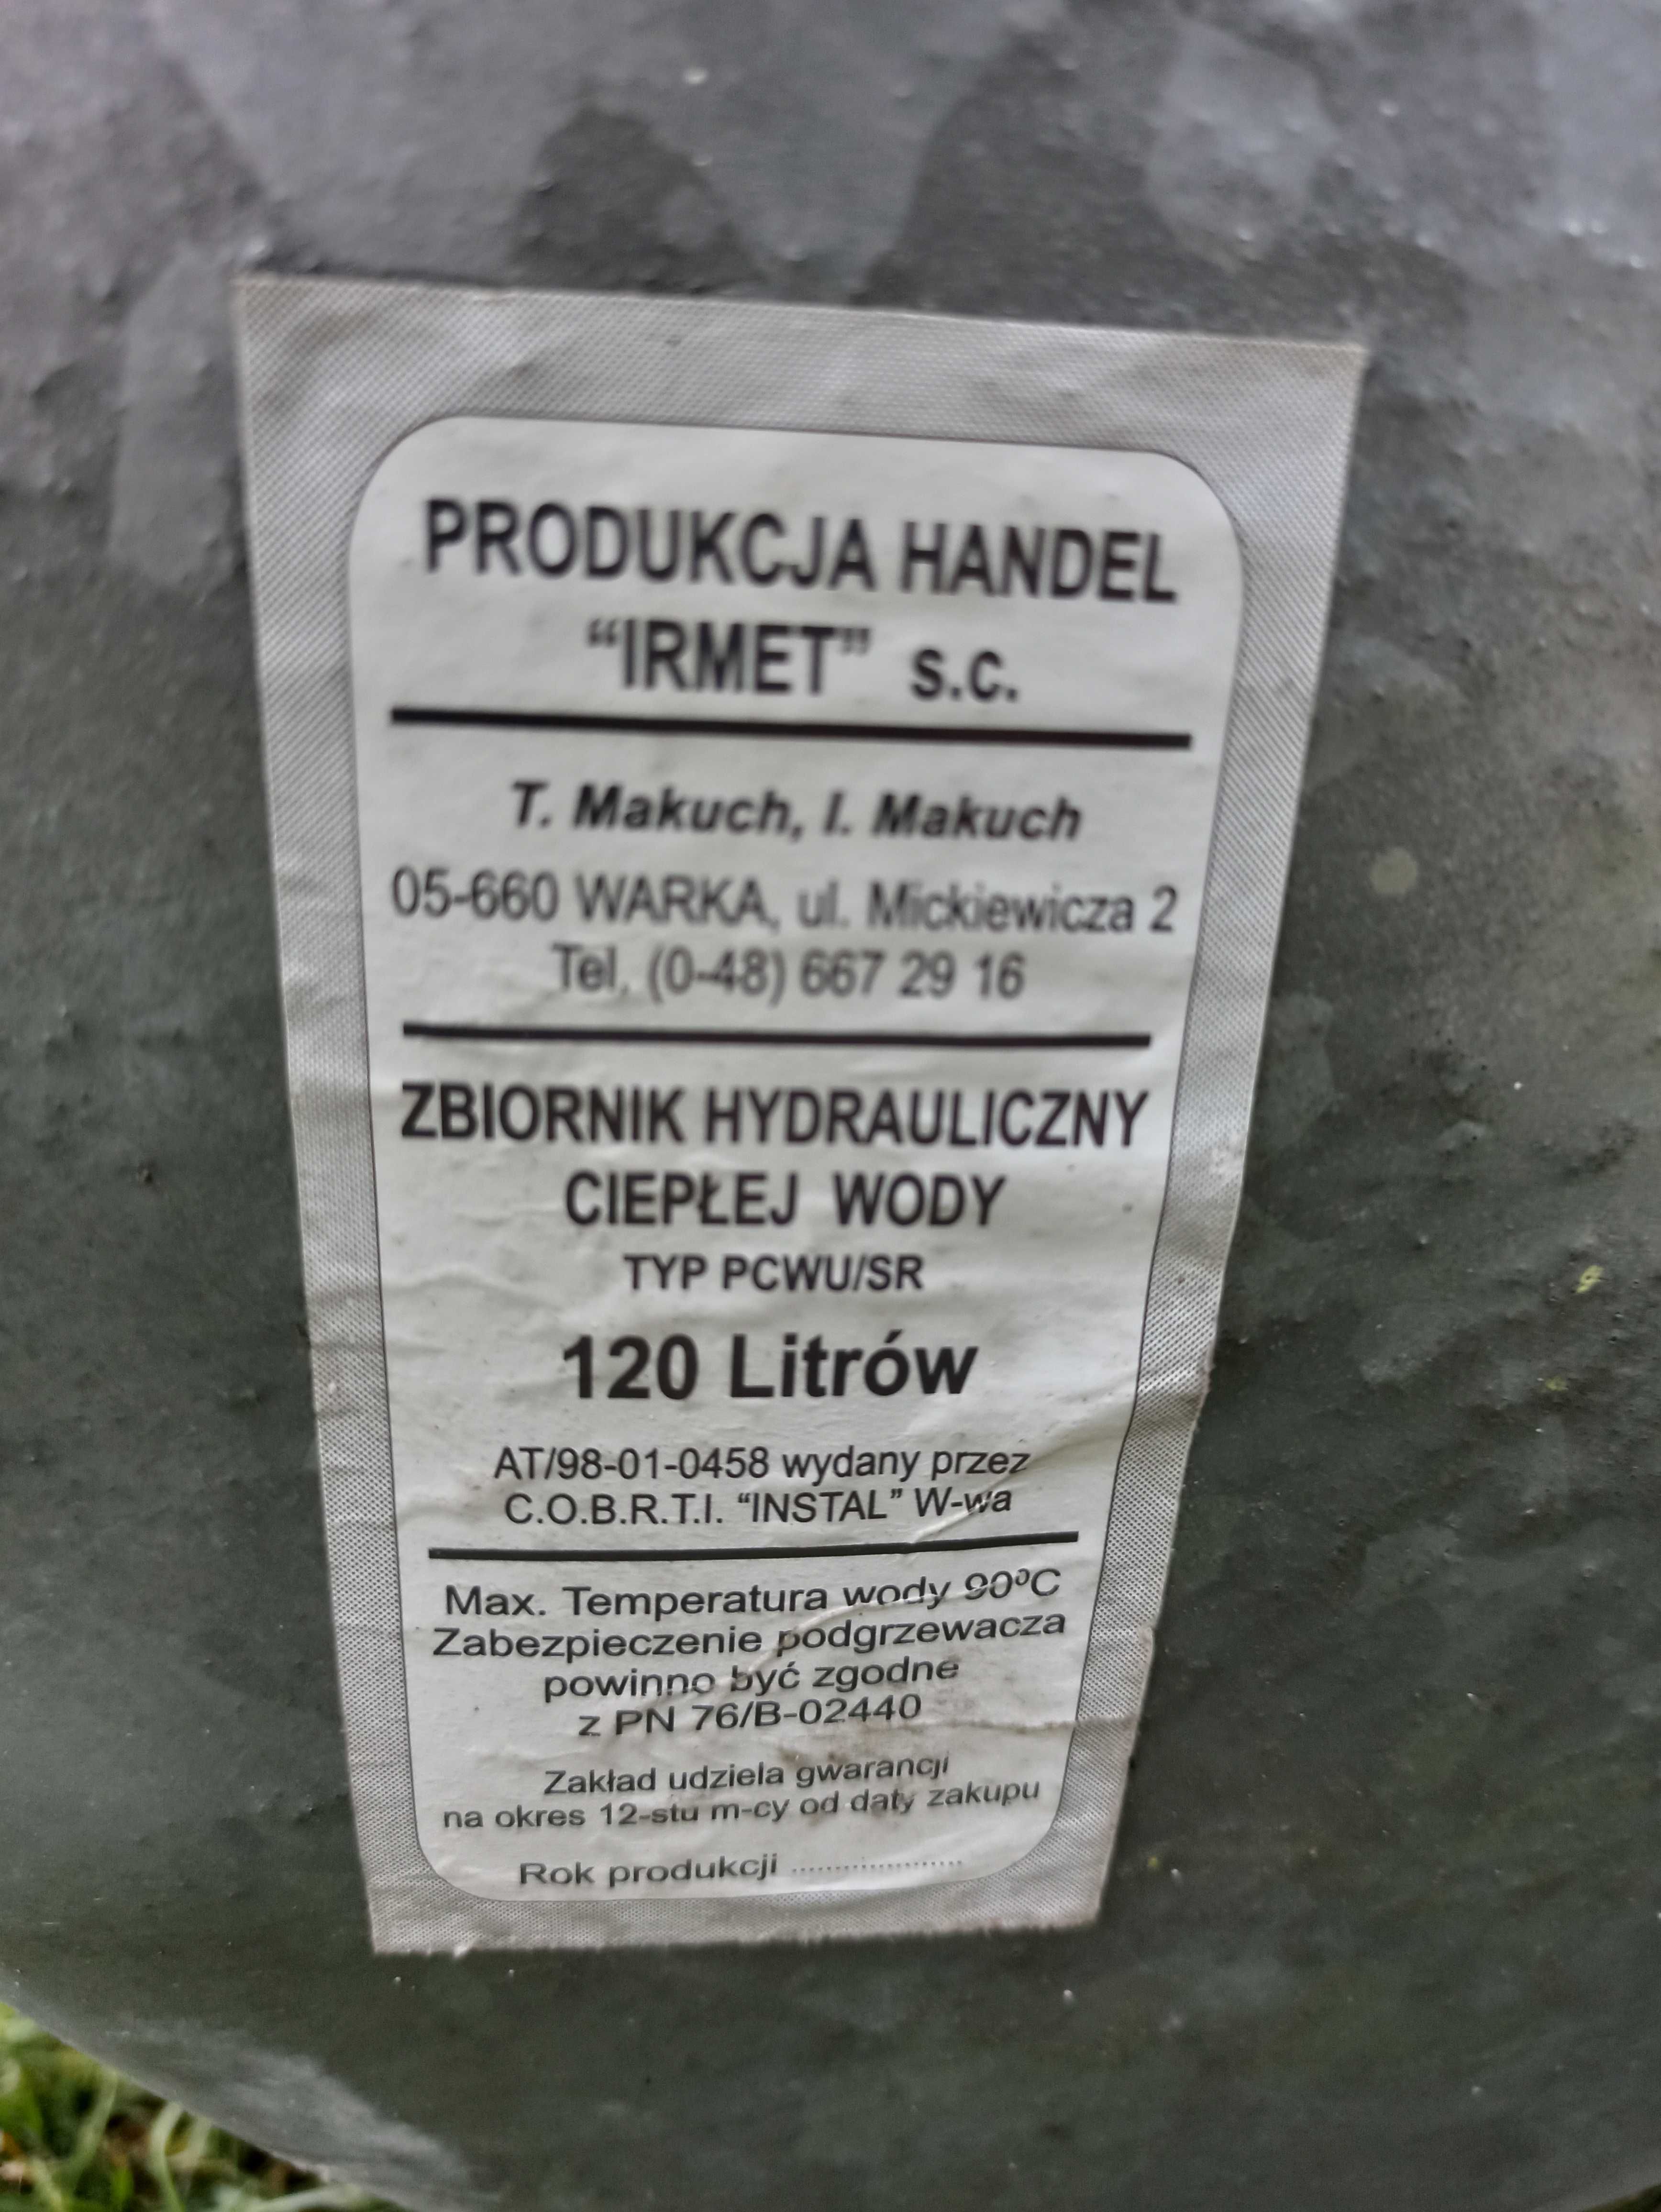 PRODUKCJA HANDEL
“IRMET” s.c.
T. Makuch, I. Makuch
05-660 WARKA, ul. Mickiewicza 2
Tel. (0-48) 667 29 16
ZBIORNIK HYDRAULICZNY
CIEPŁEJ WODY
TYP PCWU/SR
120 Litrów
AT/98-01-0458 wydany przez
C.O.B.R.T.I. “INSTAL” W-wa
Max. Temperatura wody 90ºC
Zabezpieczenie podgrzewacza
powinno być zgodne
z PN 76/B-02440
Zakład udziela gwarancji
na okres 12-stu m-cy od daty zakupu
Rok produkcji ....................